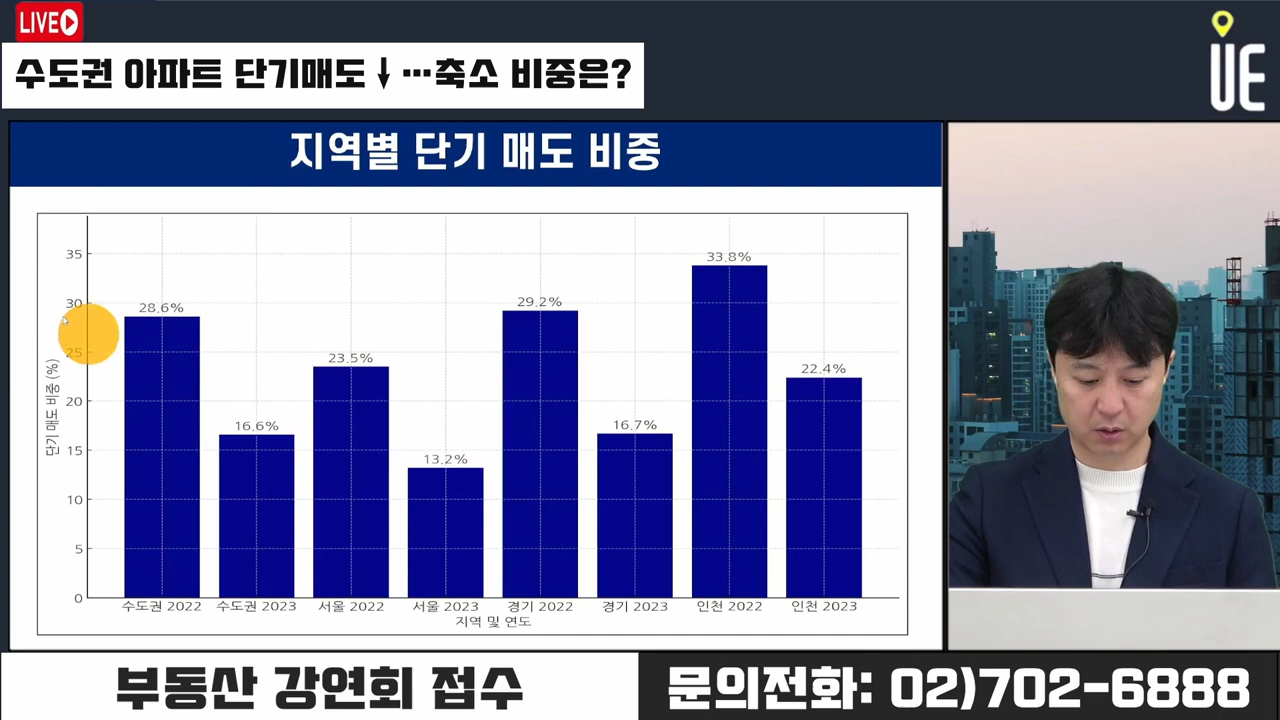 LIVE
수도권 아파트 단기매도↓…축소 비중은?
UE
지역별 단기 매도 비중
35
30
25
20
15
10
5
0
단기 매도 비중 (%)
28.6%
16.6%
23.5%
13.2%
29.2%
16.7%
33.8%
22.4%
수도권 2022
수도권 2023
서울 2022
서울 2023
경기 2022
경기 2023
인천 2022
인천 2023
지역 및 연도
부동산 강연회 접수
문의전화: 02)702-6888